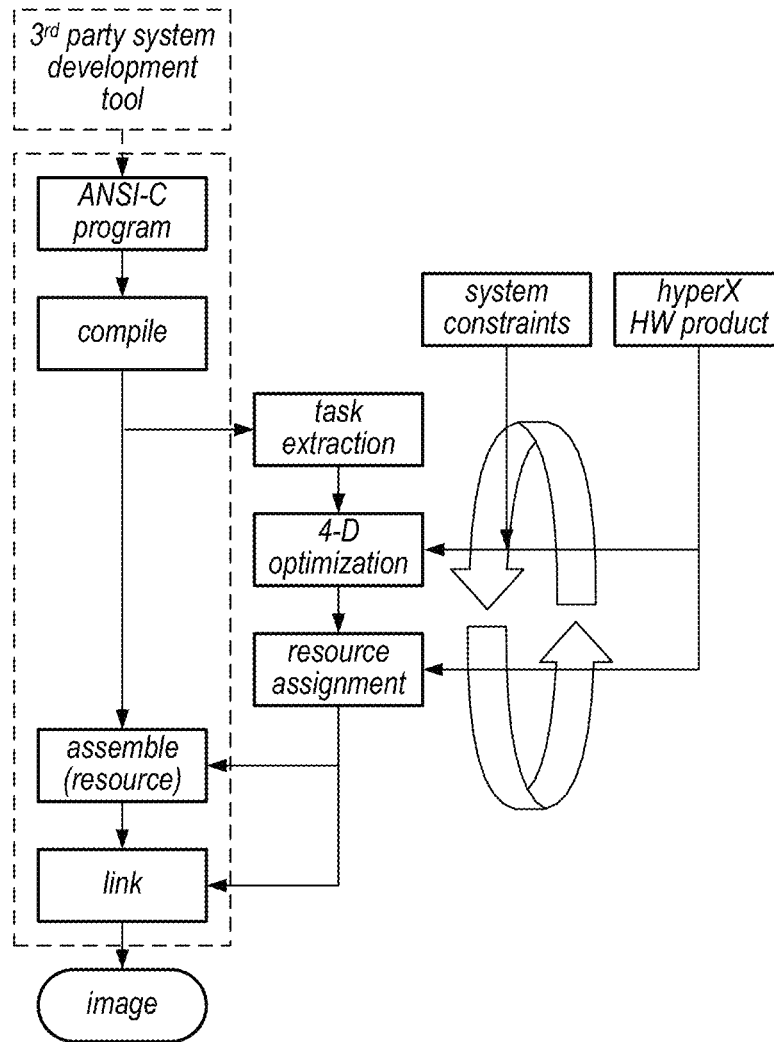 3rd party system
development
tool
ANSI-C
program
compile
system
constraints
hyperX
HW product
task
extraction
4-D
optimization
resource
assignment
assemble
(resource)
link
image